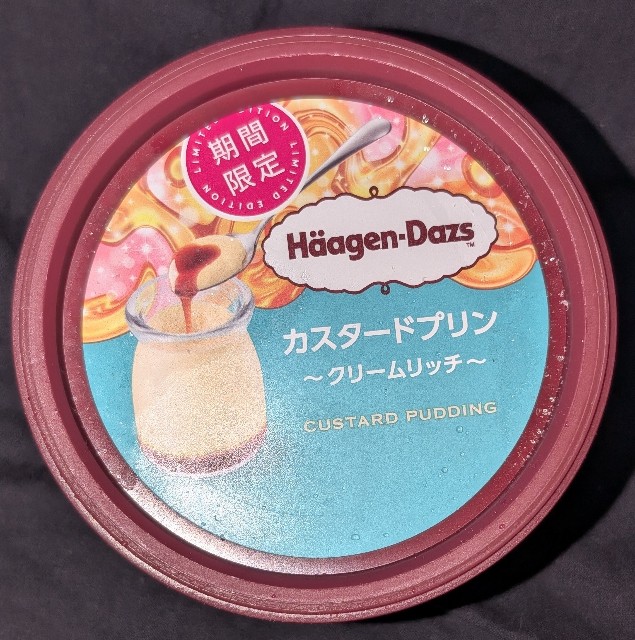 LIMITED EDITION
期間
限定
LIMITED EDITION
Häagen-Dazs
TM
カスタードプリン
～クリームリッチ～
CUSTARD PUDDING